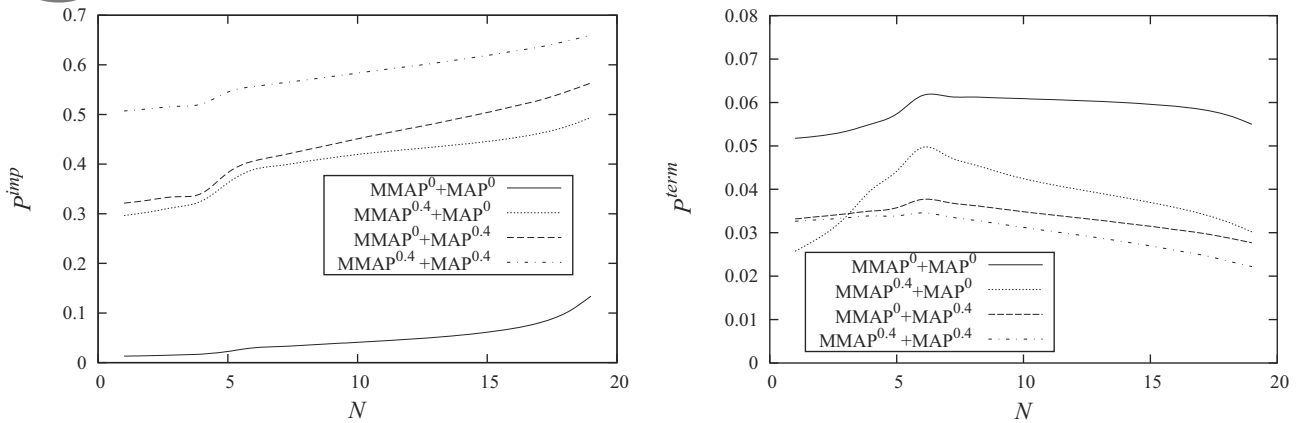 0.7
0.6
0.5
0.4
0.3
0.2
0.1
0
P^imp
MMAP^0+MAP^0
MMAP^0.4+MAP^0
MMAP^0+MAP^0.4
MMAP^0.4+MAP^0.4
0 5 10 15 20
N
0.08
0.07
0.06
0.05
0.04
0.03
0.02
0.01
0
P^term
MMAP^0+MAP^0
MMAP^0.4+MAP^0
MMAP^0+MAP^0.4
MMAP^0.4+MAP^0.4
0 5 10 15 20
N